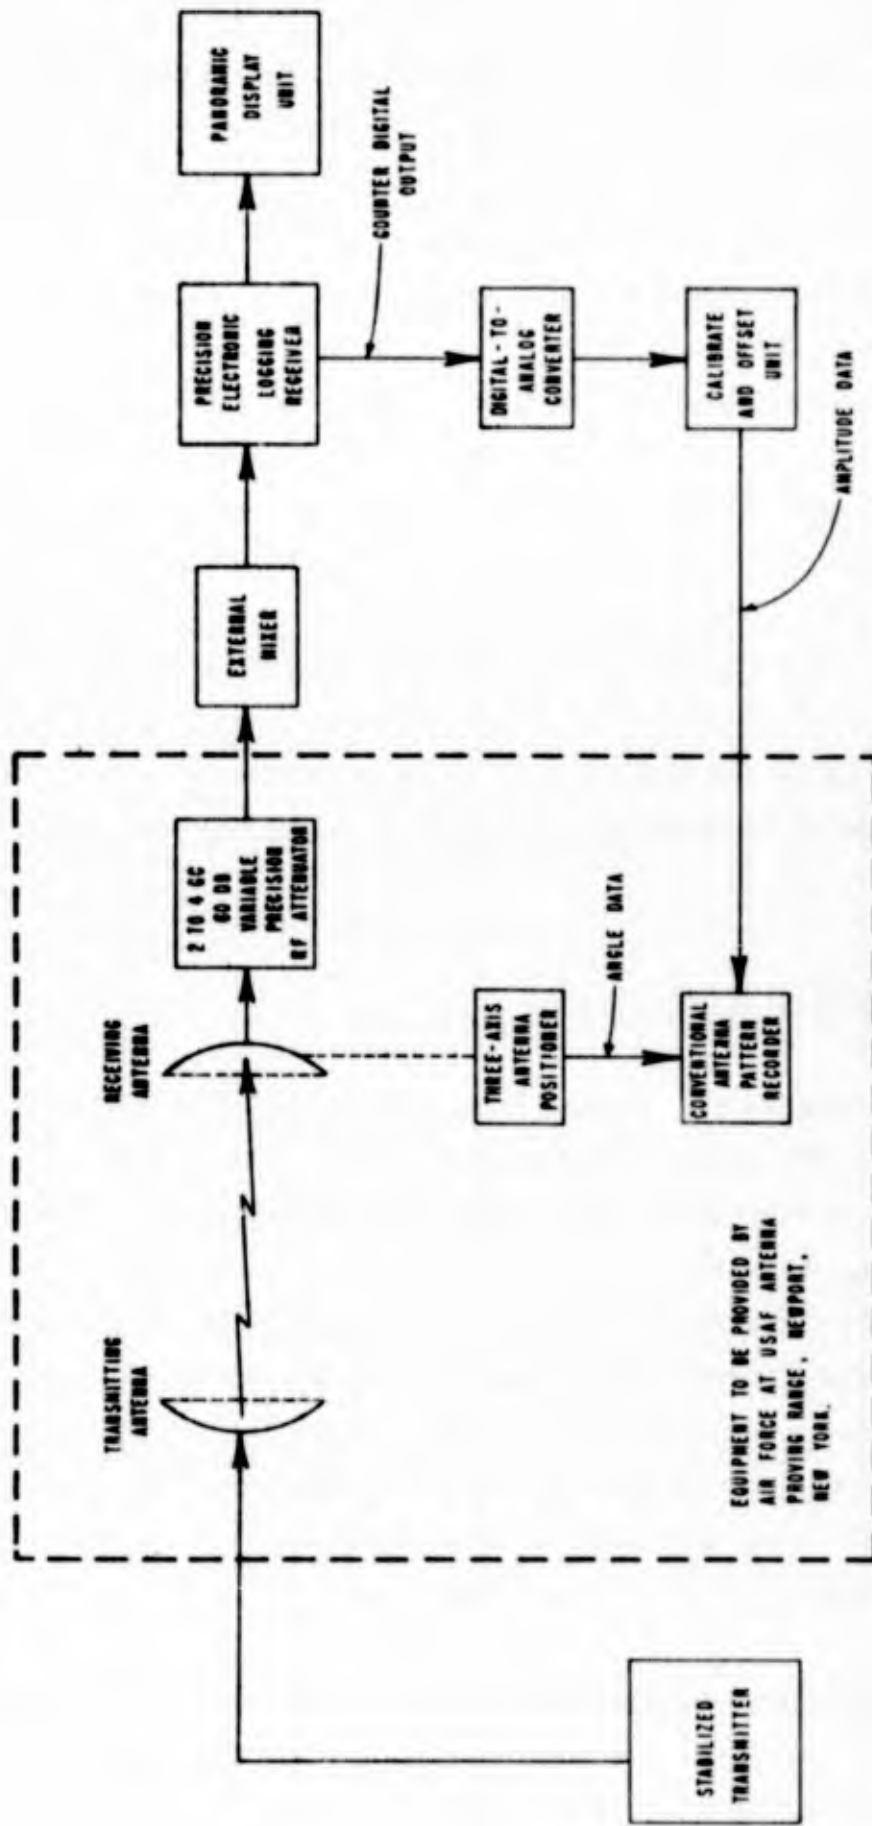 TRANSMITTING
ANTENNA
RECEIVING
ANTENNA
2 TO 4 GC
60 DB
VARIABLE
PRECISION
RF ATTENUATOR
EXTERNAL
MIXER
PRECISION
ELECTRONIC
LOGGING
RECEIVER
PANORAMIC
DISPLAY
UNIT
COUNTER DIGITAL
OUTPUT
THREE-AXIS
ANTENNA
POSITIONER
ANGLE DATA
DIGITAL-TO-
ANALOG
CONVERTER
STABILIZED
TRANSMITTER
EQUIPMENT TO BE PROVIDED BY
AIR FORCE AT USAF ANTENNA
PROVING RANGE, NEWPORT,
NEW YORK.
CONVENTIONAL
ANTENNA
PATTERN
RECORDER
CALIBRATE
AND OFFSET
UNIT
AMPLITUDE DATA